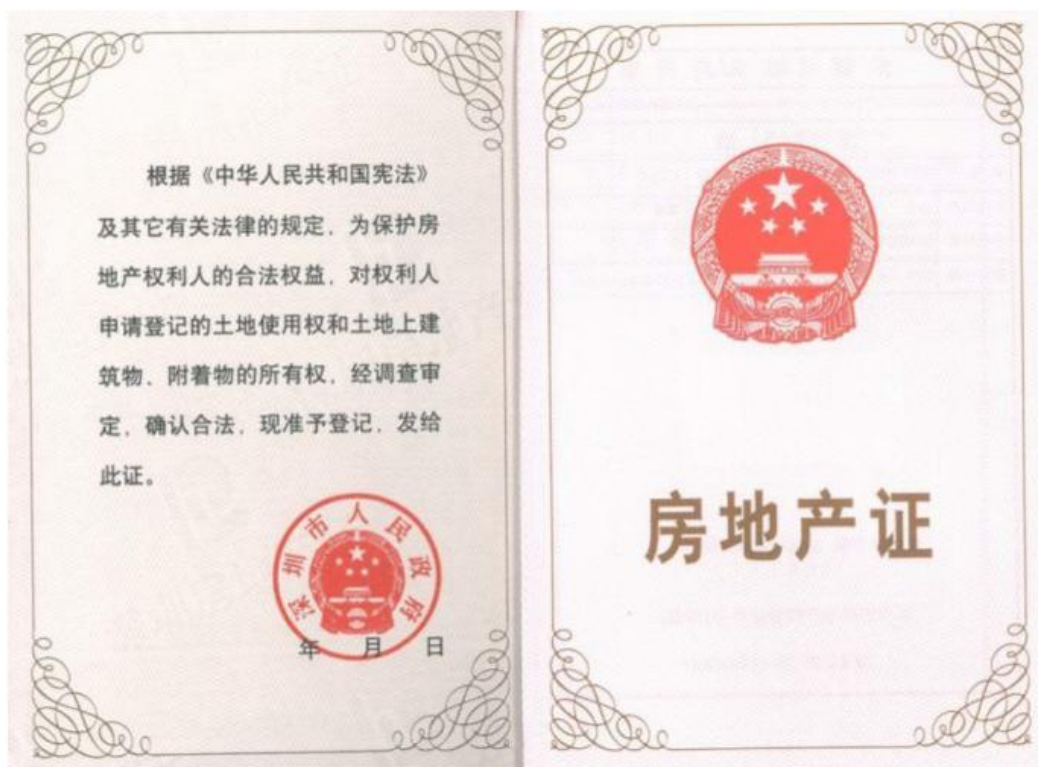 根据《中华人民共和国宪法》
及其它有关法律的规定，为保护房
地产权利人的合法权益，对权利人
申请登记的土地使用权和土地上建
筑物、附着物的所有权，经调查审
定，确认合法，现准予登记，发给
此证。
深圳市人民政府
年 月 日
房地产证